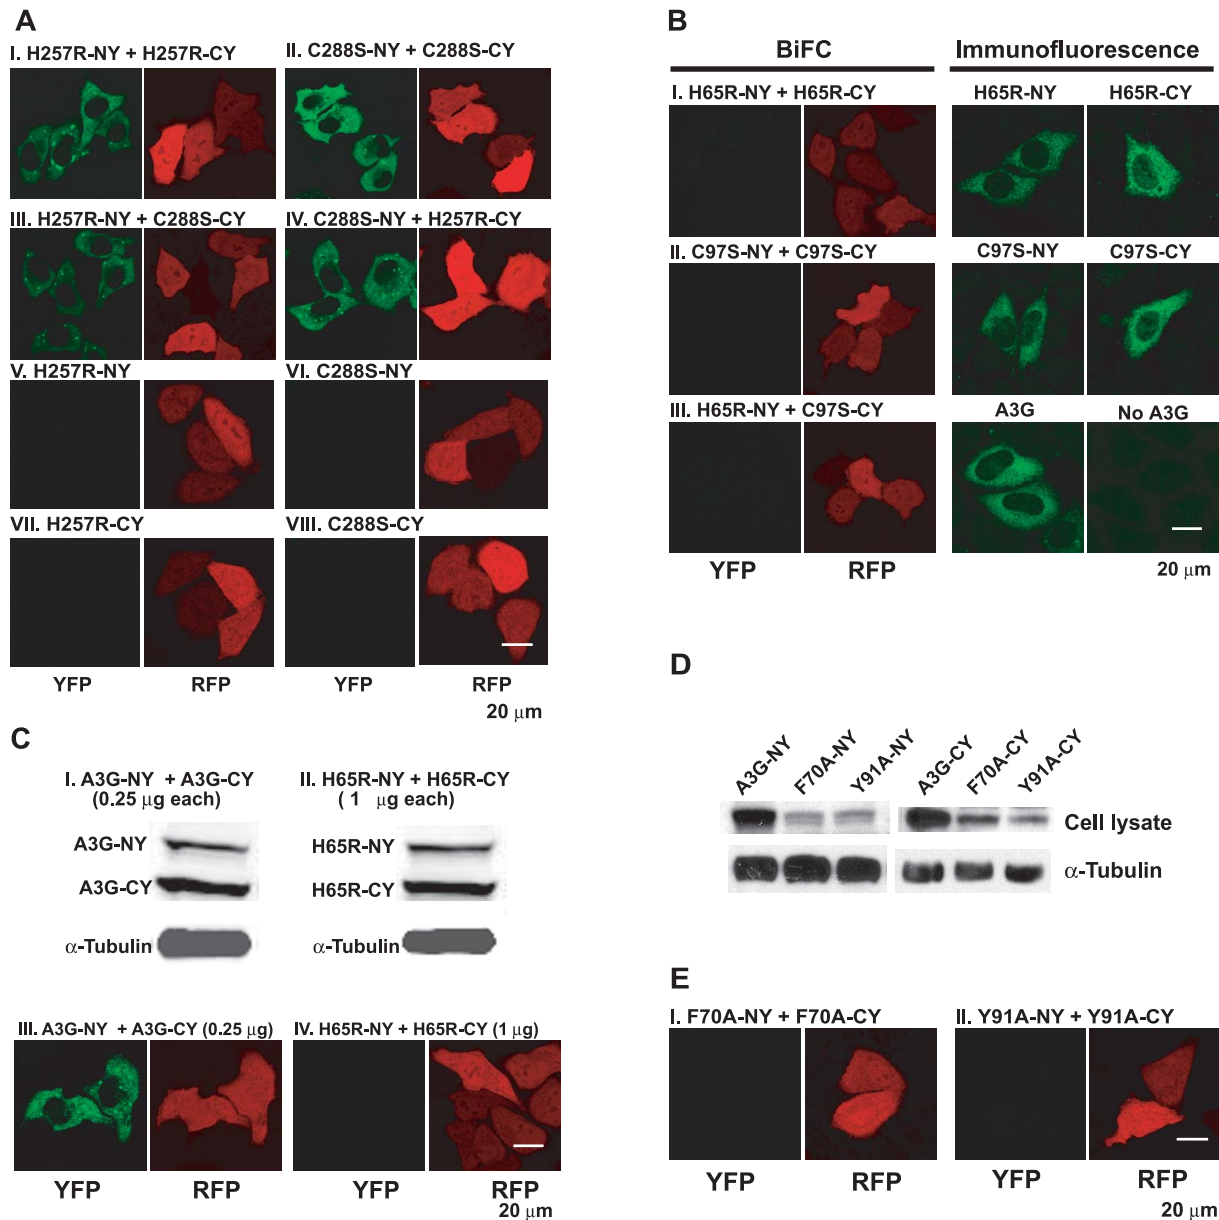 A
I. H257R-NY + H257R-CY
II. C288S-NY + C288S-CY
III. H257R-NY + C288S-CY
IV. C288S-NY + H257R-CY
V. H257R-NY
VI. C288S-NY
VII. H257R-CY
VIII. C288S-CY
YFP
RFP
YFP
RFP
20 µm
B
BiFC
Immunofluorescence
I. H65R-NY + H65R-CY
H65R-NY
H65R-CY
II. C97S-NY + C97S-CY
C97S-NY
C97S-CY
III. H65R-NY + C97S-CY
A3G
No A3G
YFP
RFP
20 µm
C
I. A3G-NY + A3G-CY
(0.25 µg each)
II. H65R-NY + H65R-CY
( 1 µg each)
A3G-NY
A3G-CY
α-Tubulin
H65R-NY
H65R-CY
α-Tubulin
III. A3G-NY + A3G-CY (0.25 µg)
IV. H65R-NY + H65R-CY (1 µg)
YFP
RFP
YFP
RFP
20 µm
D
A3G-NY
F70A-NY
Y91A-NY
A3G-CY
F70A-CY
Y91A-CY
Cell lysate
α-Tubulin
E
I. F70A-NY + F70A-CY
II. Y91A-NY + Y91A-CY
YFP
RFP
YFP
RFP
20 µm